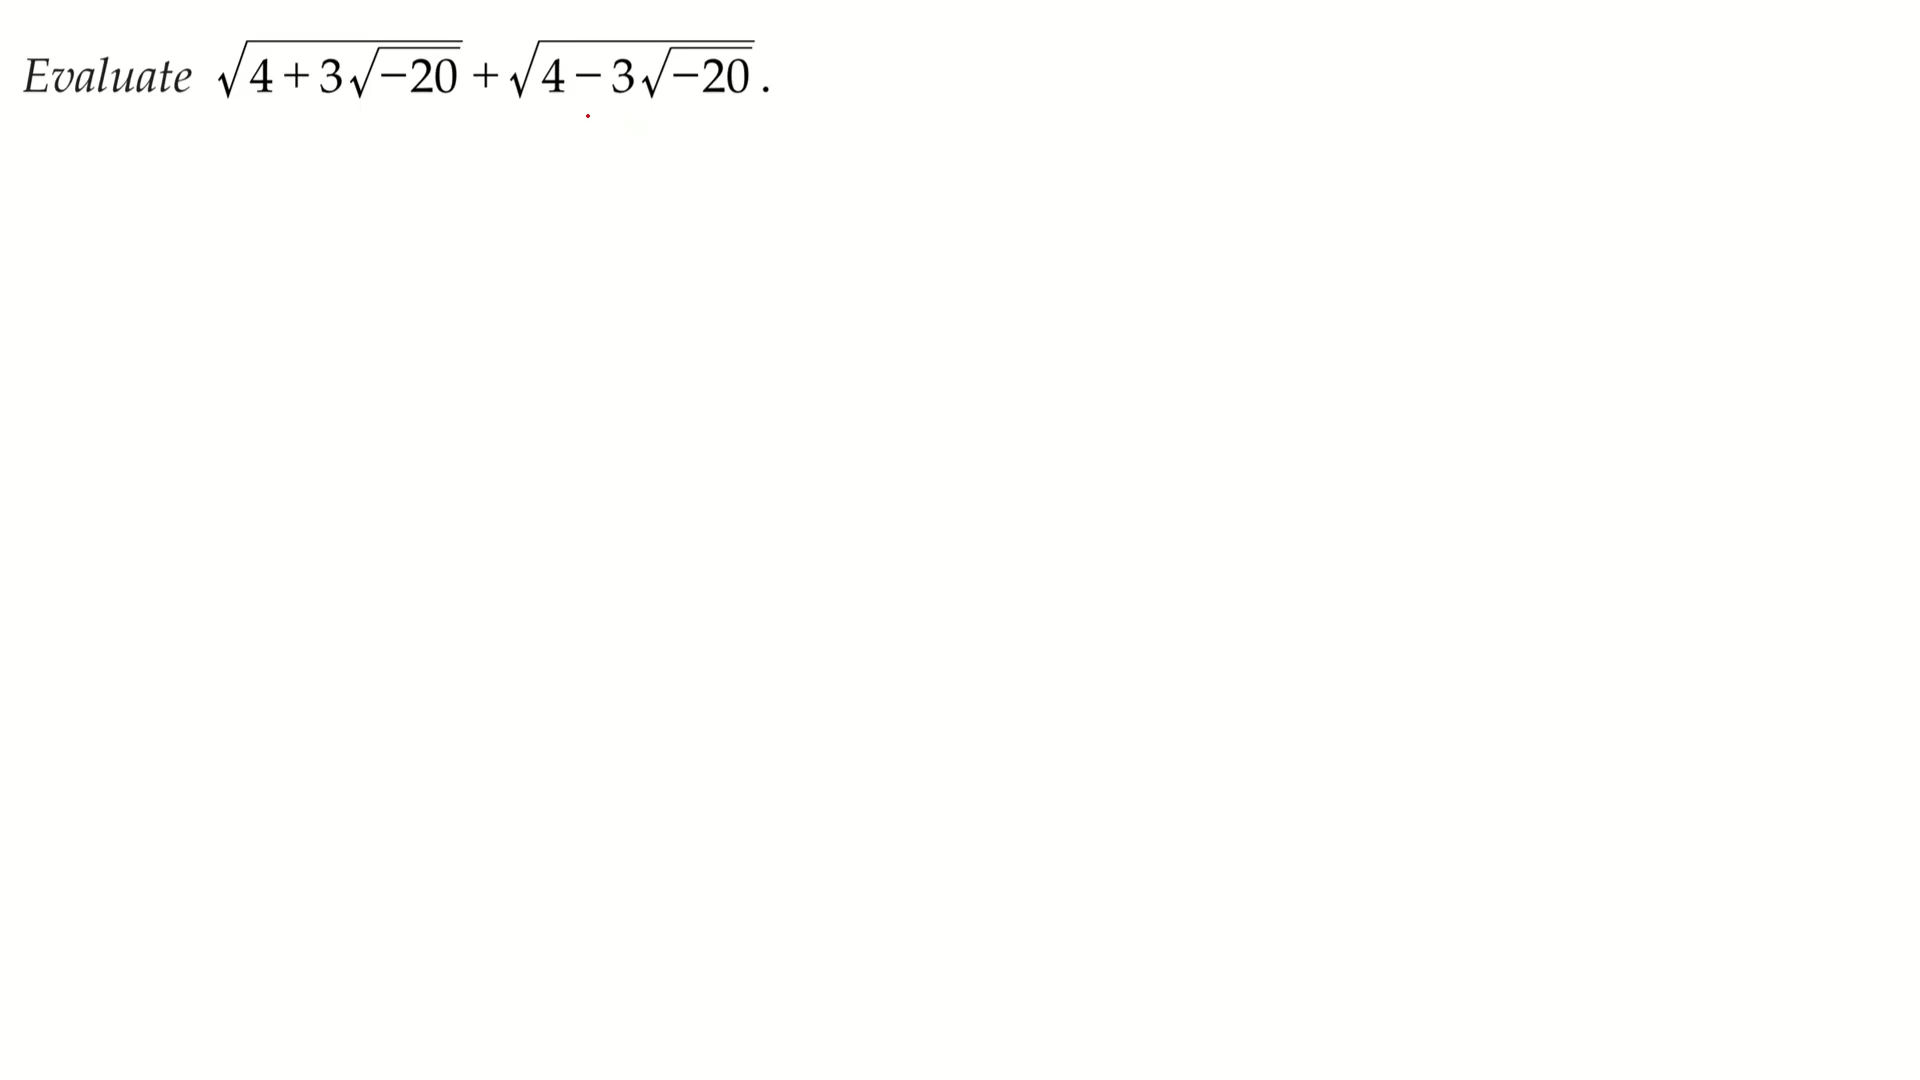 Evaluate √(4 + 3√(−20)) + √(4 − 3√(−20)) .